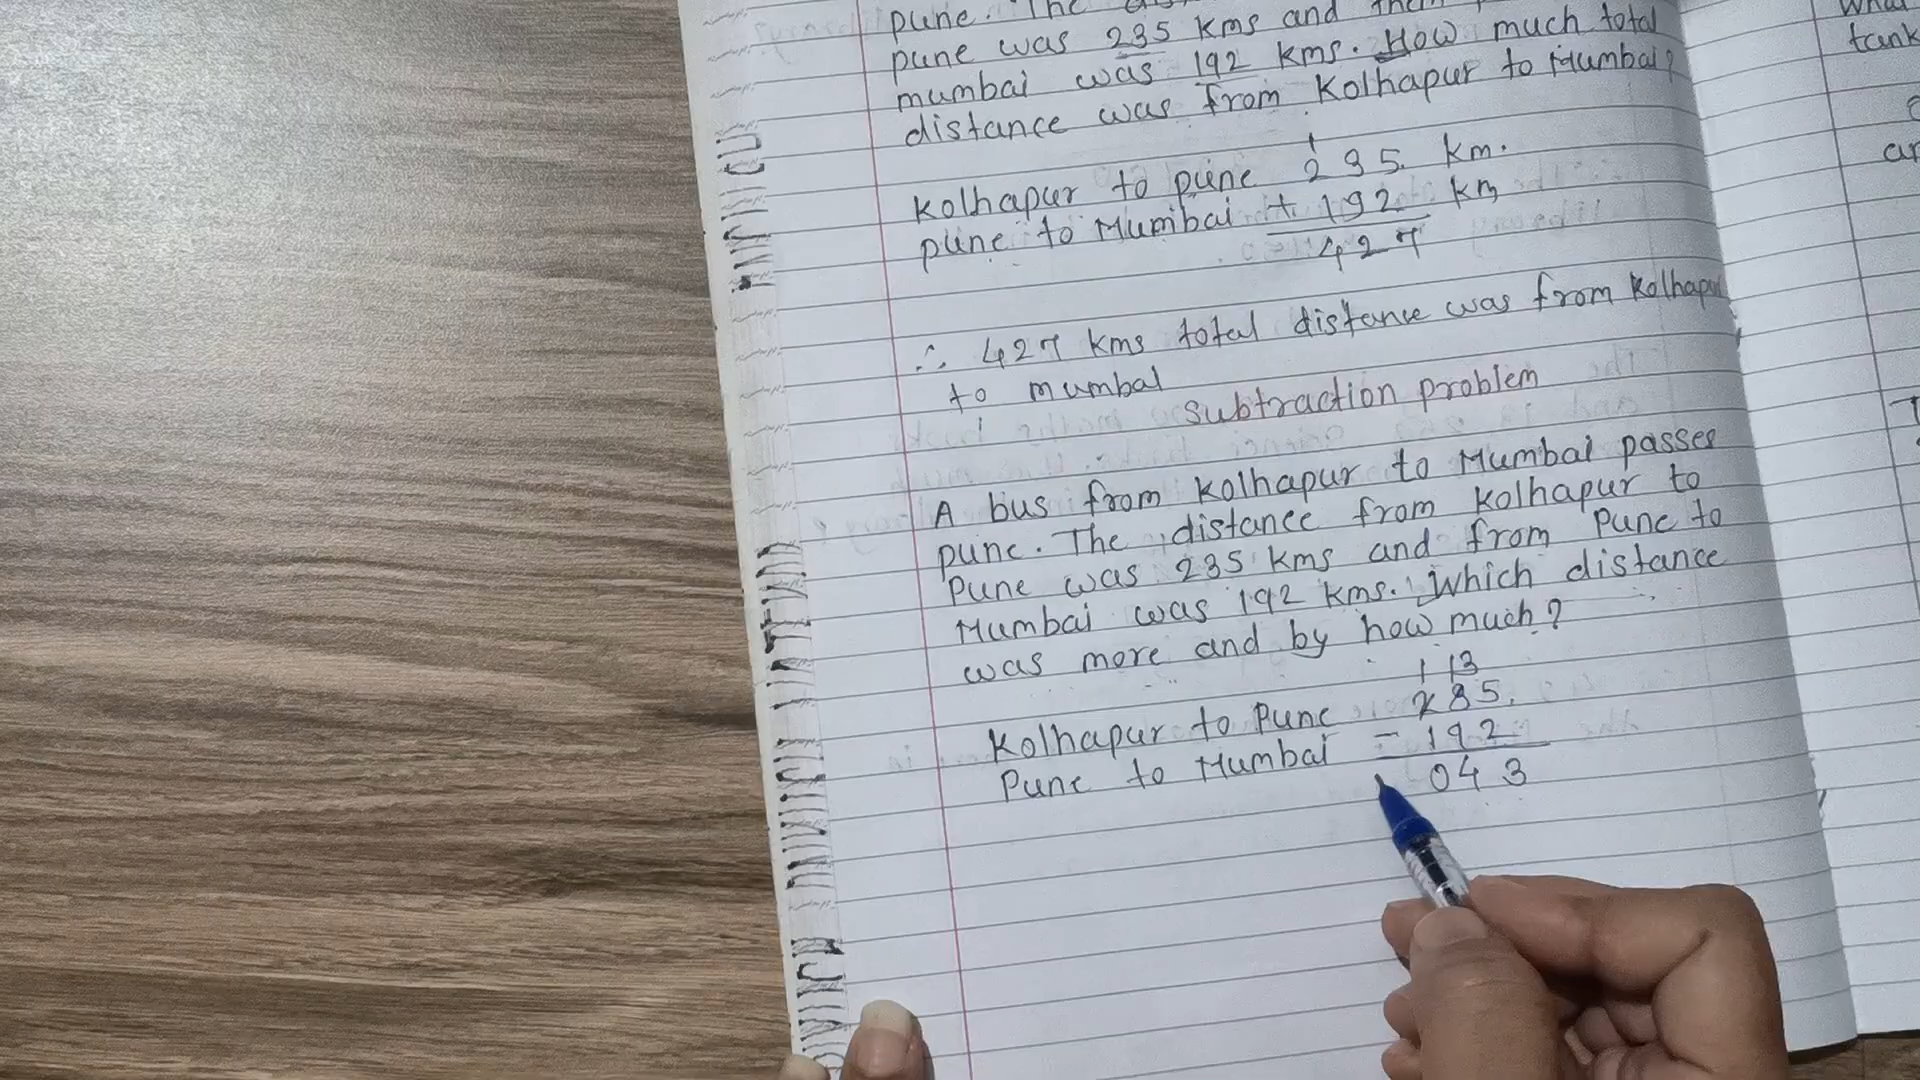 pune. The
pune was 235 kms and
mumbai was 192 kms. How much total
distance was from Kolhapur to Mumbai?
1
Kolhapur to pune 235. km.
pune to Mumbai + 192 km
427
∴ 427 kms total distance was from Kolhapur
to mumbal
subtraction problem
A bus from Kolhapur to Mumbai passes
pune. The distance from Kolhapur to
Pune was 235 kms and from Pune to
Mumbai was 192 kms. Which distance
was more and by how much?
1 13
Kolhapur to Pune 235.
Pune to Mumbai - 192
043
tank